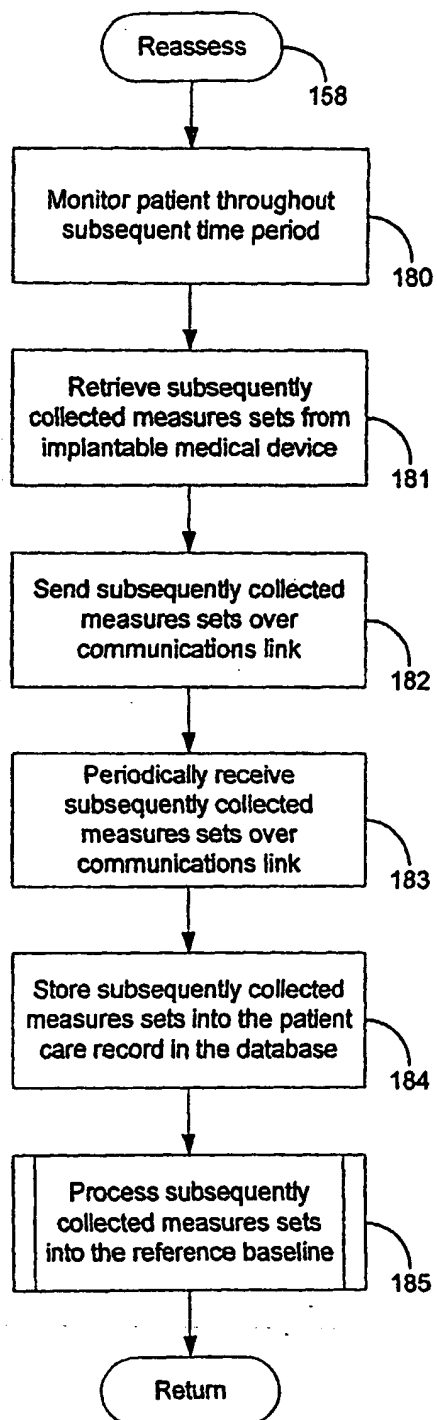 Reassess
158
Monitor patient throughout
subsequent time period
180
Retrieve subsequently
collected measures sets from
implantable medical device
181
Send subsequently collected
measures sets over
communications link
182
Periodically receive
subsequently collected
measures sets over
communications link
183
Store subsequently collected
measures sets into the patient
care record in the database
184
Process subsequently
collected measures sets
into the reference baseline
185
Return